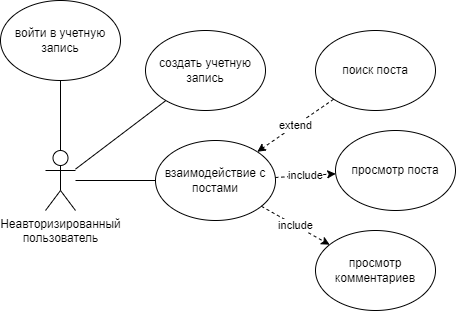 войти в учетную
запись
создать учетную
запись
поиск поста
extend
взаимодействие с
постами
include
просмотр поста
Неавторизированный
пользователь
include
просмотр
комментариев